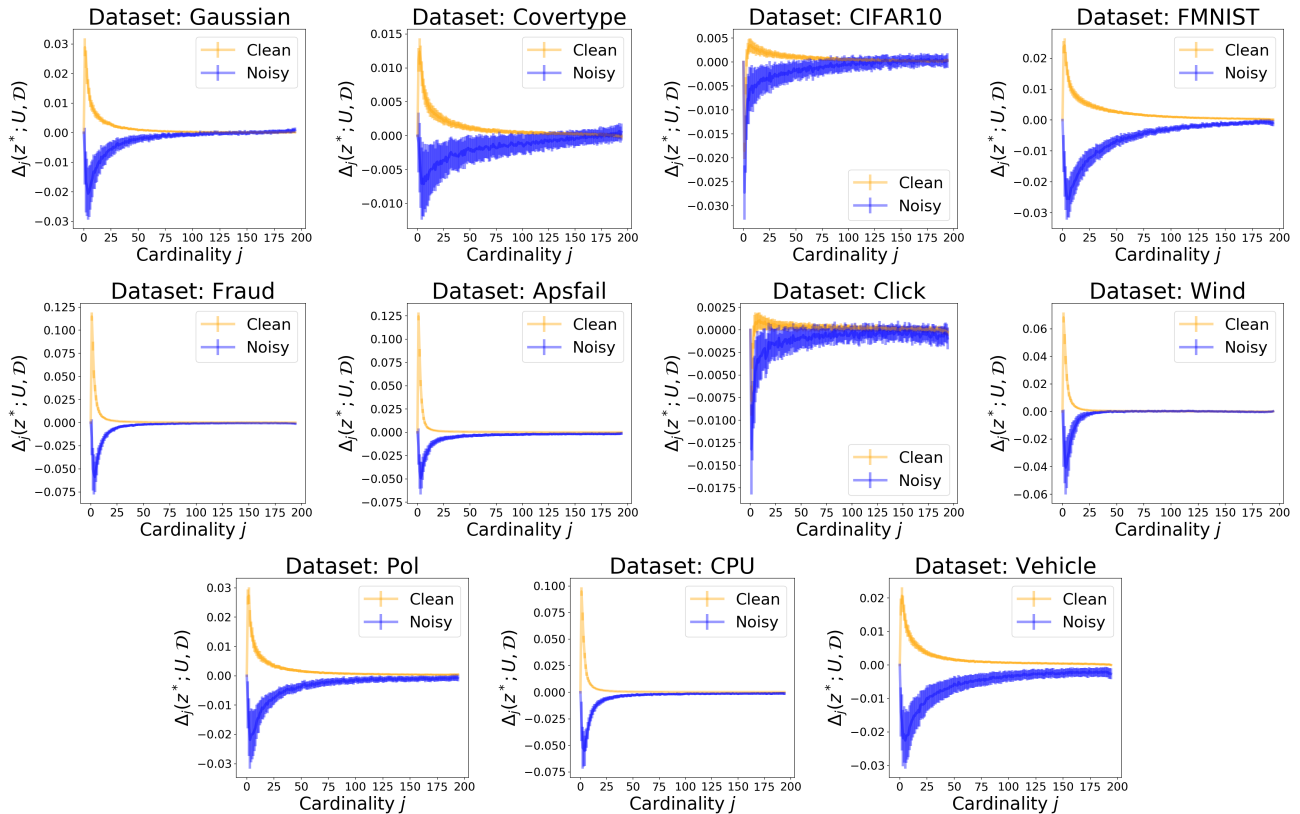 Dataset: Gaussian
0.03
0.02
0.01
0.00
−0.01
−0.02
−0.03
Δj(z*; U, 𝒟)
Clean
Noisy
0 25 50 75 100 125 150 175 200
Cardinality j
Dataset: Covertype
0.015
0.010
0.005
0.000
−0.005
−0.010
Δj(z*; U, 𝒟)
Clean
Noisy
0 25 50 75 100 125 150 175 200
Cardinality j
Dataset: CIFAR10
0.005
0.000
−0.005
−0.010
−0.015
−0.020
−0.025
−0.030
Δj(z*; U, 𝒟)
Clean
Noisy
0 25 50 75 100 125 150 175 200
Cardinality j
Dataset: FMNIST
0.02
0.01
0.00
−0.01
−0.02
−0.03
Δj(z*; U, 𝒟)
Clean
Noisy
0 25 50 75 100 125 150 175 200
Cardinality j
Dataset: Fraud
0.125
0.100
0.075
0.050
0.025
0.000
−0.025
−0.050
−0.075
Δj(z*; U, 𝒟)
Clean
Noisy
0 25 50 75 100 125 150 175 200
Cardinality j
Dataset: Apsfail
0.125
0.100
0.075
0.050
0.025
0.000
−0.025
−0.050
−0.075
Δj(z*; U, 𝒟)
Clean
Noisy
0 25 50 75 100 125 150 175 200
Cardinality j
Dataset: Click
0.0025
0.0000
−0.0025
−0.0050
−0.0075
−0.0100
−0.0125
−0.0150
−0.0175
Δj(z*; U, 𝒟)
Clean
Noisy
0 25 50 75 100 125 150 175 200
Cardinality j
Dataset: Wind
0.06
0.04
0.02
0.00
−0.02
−0.04
−0.06
Δj(z*; U, 𝒟)
Clean
Noisy
0 25 50 75 100 125 150 175 200
Cardinality j
Dataset: Pol
0.03
0.02
0.01
0.00
−0.01
−0.02
−0.03
Δj(z*; U, 𝒟)
Clean
Noisy
0 25 50 75 100 125 150 175 200
Cardinality j
Dataset: CPU
0.100
0.075
0.050
0.025
0.000
−0.025
−0.050
−0.075
Δj(z*; U, 𝒟)
Clean
Noisy
0 25 50 75 100 125 150 175 200
Cardinality j
Dataset: Vehicle
0.02
0.01
0.00
−0.01
−0.02
−0.03
Δj(z*; U, 𝒟)
Clean
Noisy
0 25 50 75 100 125 150 175 200
Cardinality j